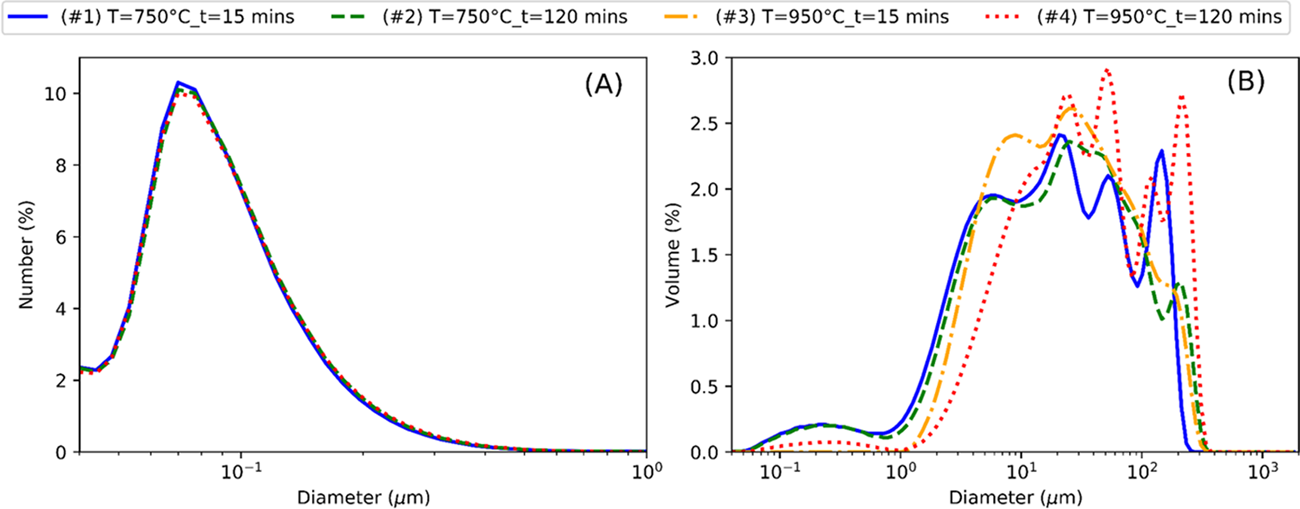 (#1) T=750°C_t=15 mins (#2) T=750°C_t=120 mins (#3) T=950°C_t=15 mins (#4) T=950°C_t=120 mins
(A)
10
8
6
4
2
0
Number (%)
10⁻¹ 10⁰
Diameter (μm)
(B)
3.0
2.5
2.0
1.5
1.0
0.5
0.0
Volume (%)
10⁻¹ 10⁰ 10¹ 10² 10³
Diameter (μm)